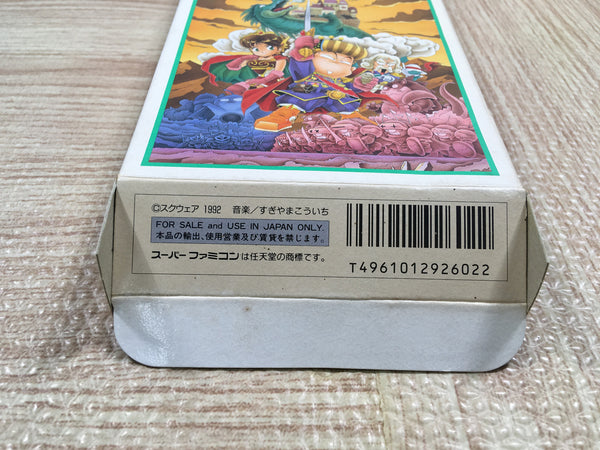 ©スクウェア 1992 音楽/すぎやまこういち
FOR SALE and USE IN JAPAN ONLY.
本品の輸出、使用営業及び賃貸を禁じます。
スーパーファミコンは任天堂の商標です。
T4961012926022